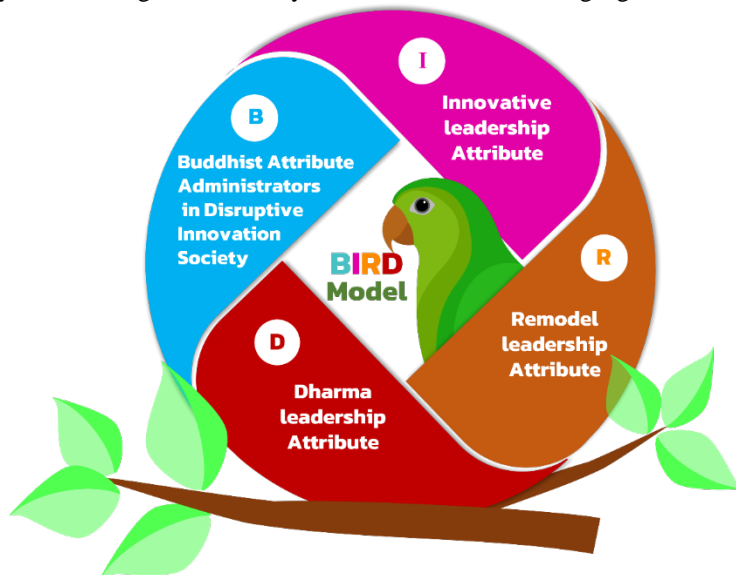 I
Innovative
leadership
Attribute
B
Buddhist Attribute
Administrators
in Disruptive
Innovation
Society
BIRD
Model
R
Remodel
leadership
Attribute
D
Dharma
leadership
Attribute